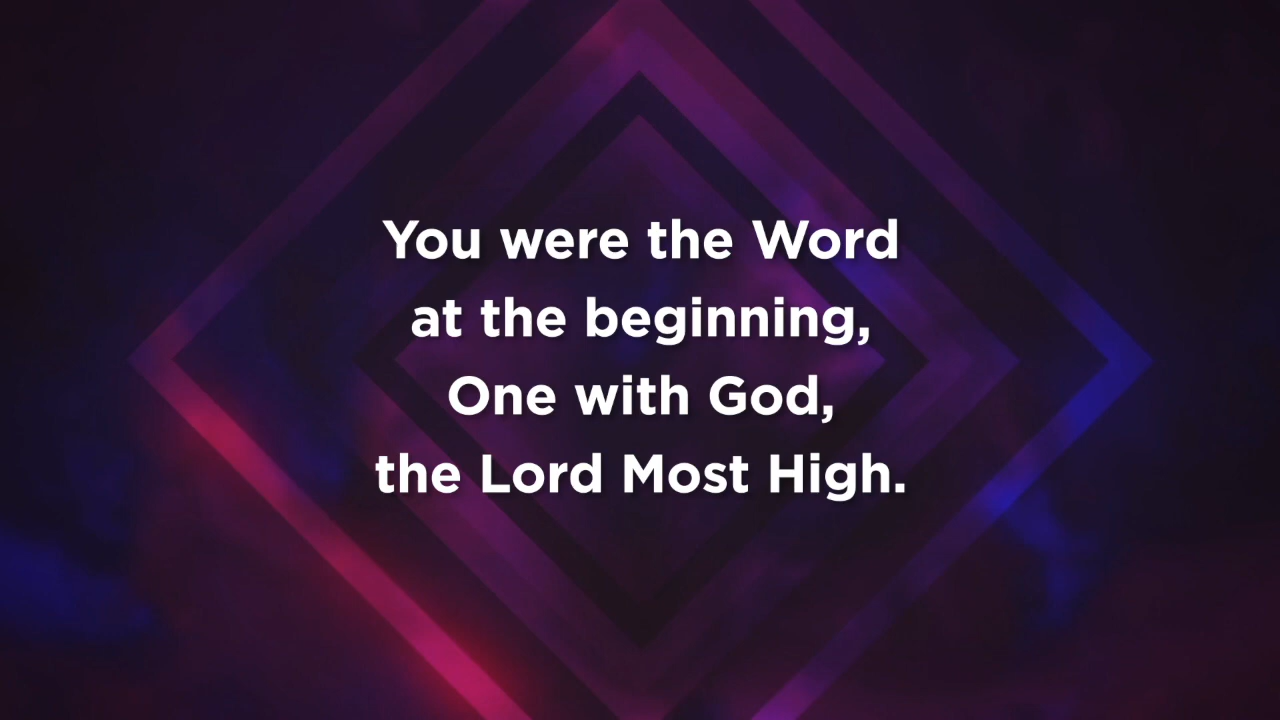 You were the Word
at the beginning,
One with God,
the Lord Most High.